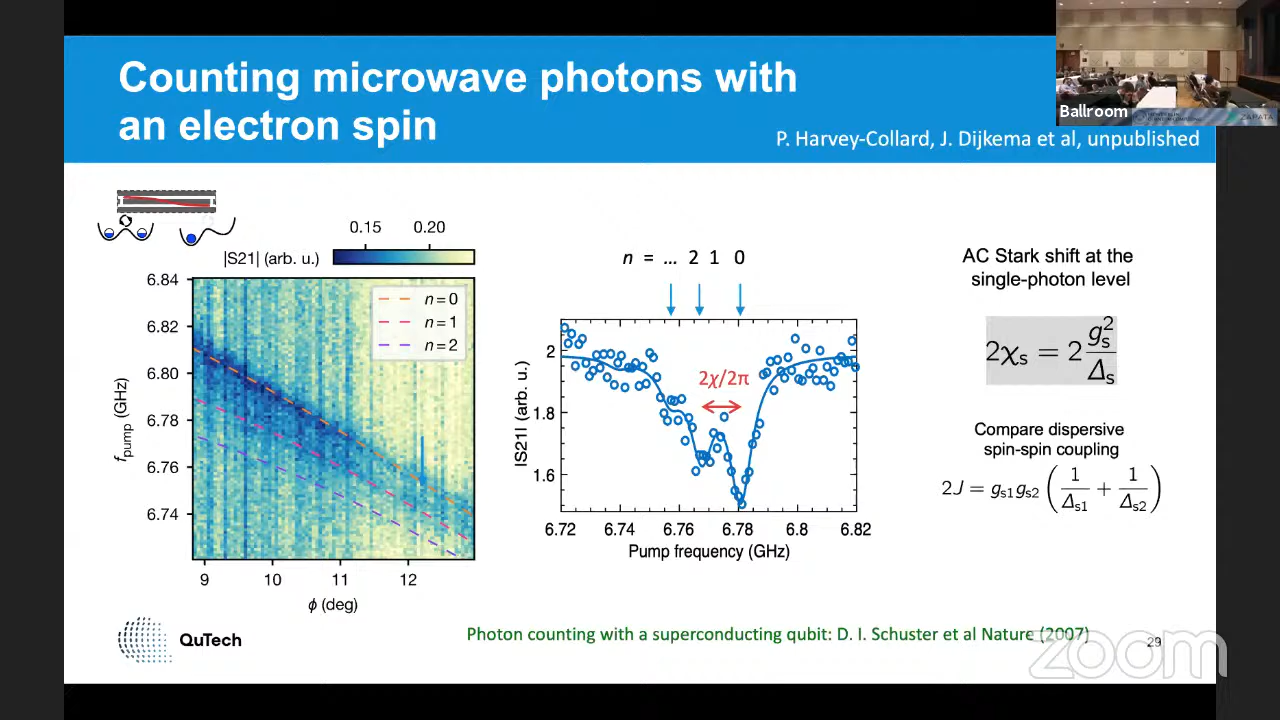 Counting microwave photons with
an electron spin
P. Harvey-Collard, J. Dijkema et al, unpublished
Ballroom
ZAPATA
0.15 0.20
|S21| (arb. u.)
n = 0
n = 1
n = 2
6.84
6.82
6.80
6.78
6.76
6.74
f_pump (GHz)
9 10 11 12
ϕ (deg)
n = ... 2 1 0
2χ/2π
2
1.8
1.6
|S21| (arb. u.)
6.72 6.74 6.76 6.78 6.8 6.82
Pump frequency (GHz)
AC Stark shift at the
single-photon level
2χ_s = 2 g_s^2/Δ_s
Compare dispersive
spin-spin coupling
2J = g_s1 g_s2 (1/Δ_s1 + 1/Δ_s2)
QuTech
Photon counting with a superconducting qubit: D. I. Schuster et al Nature (2007)
29
zoom